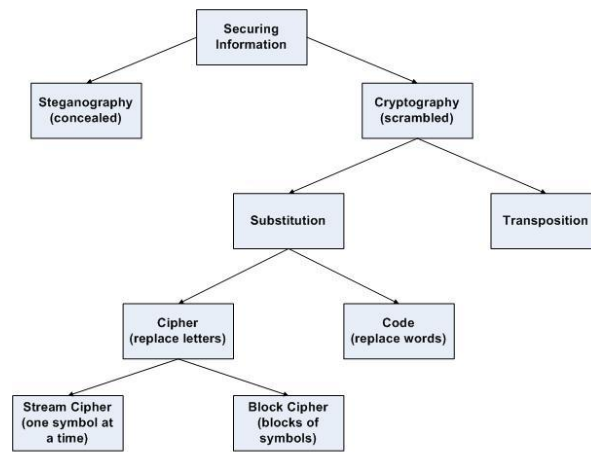 Securing
Information
Steganography
(concealed)
Cryptography
(scrambled)
Substitution
Transposition
Cipher
(replace letters)
Code
(replace words)
Stream Cipher
(one symbol at
a time)
Block Cipher
(blocks of
symbols)